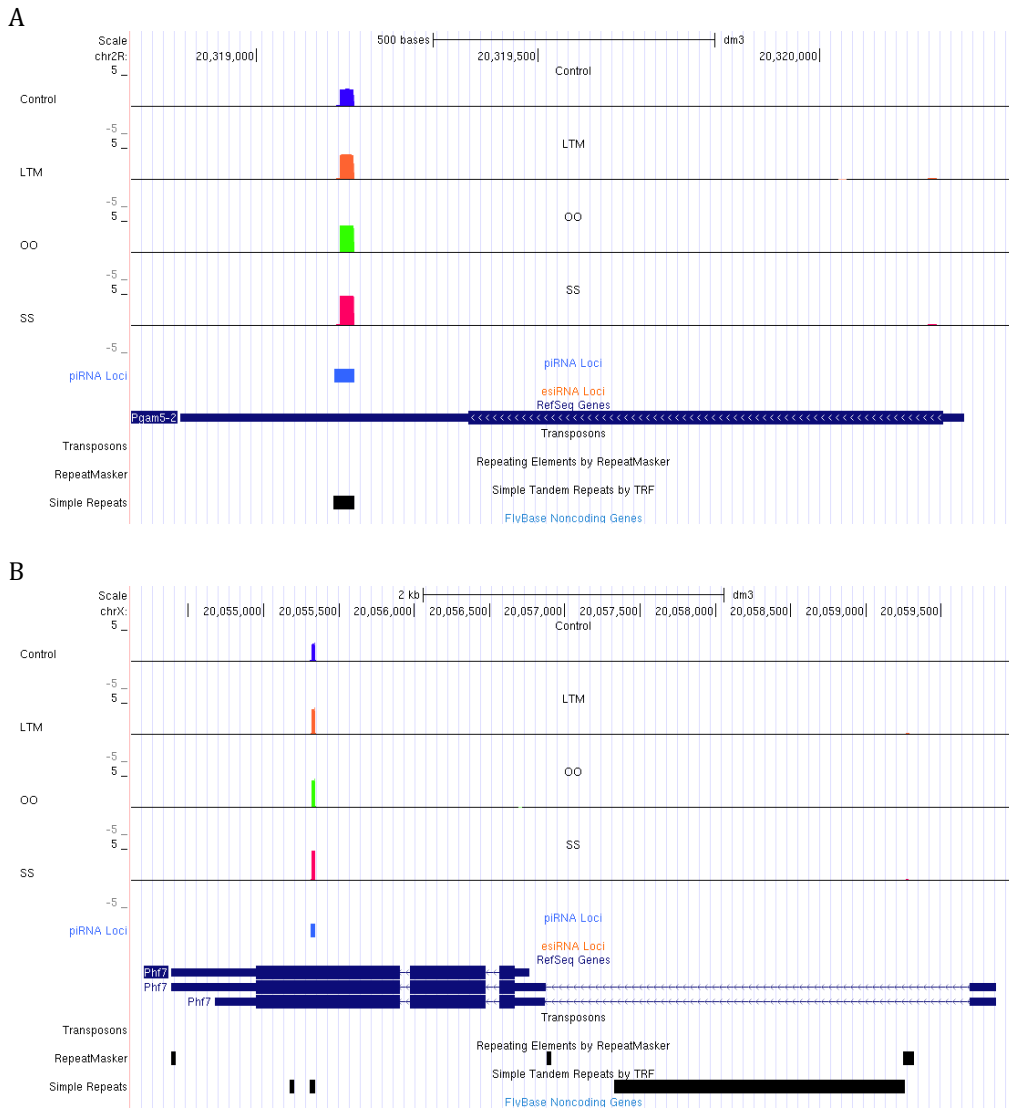 A
Scale 500 bases dm3
chr2R: 20,319,000 20,319,500 20,320,000
5 _ Control
Control
-5 _
5 _ LTM
LTM
-5 _
5 _ OO
OO
-5 _
5 _ SS
SS
-5 _
piRNA Loci
piRNA Loci
esiRNA Loci
RefSeq Genes
Pgam5-2 <<<<<<<<<<<<<<<<<<<<<<<<<<<<<<<<<<<<<<<<<<<<<<<<<<<
Transposons
Transposons
Repeating Elements by RepeatMasker
RepeatMasker
Simple Tandem Repeats by TRF
Simple Repeats
FlyBase Noncoding Genes
B
Scale 2 kb dm3
chrX: 20,055,000 20,055,500 20,056,000 20,056,500 20,057,000 20,057,500 20,058,000 20,058,500 20,059,000 20,059,500
5 _ Control
Control
-5 _
5 _ LTM
LTM
-5 _
5 _ OO
OO
-5 _
5 _ SS
SS
-5 _
piRNA Loci
piRNA Loci
esiRNA Loci
RefSeq Genes
Phf7
Phf7
Phf7
Transposons
Transposons
Repeating Elements by RepeatMasker
RepeatMasker
Simple Tandem Repeats by TRF
Simple Repeats
FlyBase Noncoding Genes